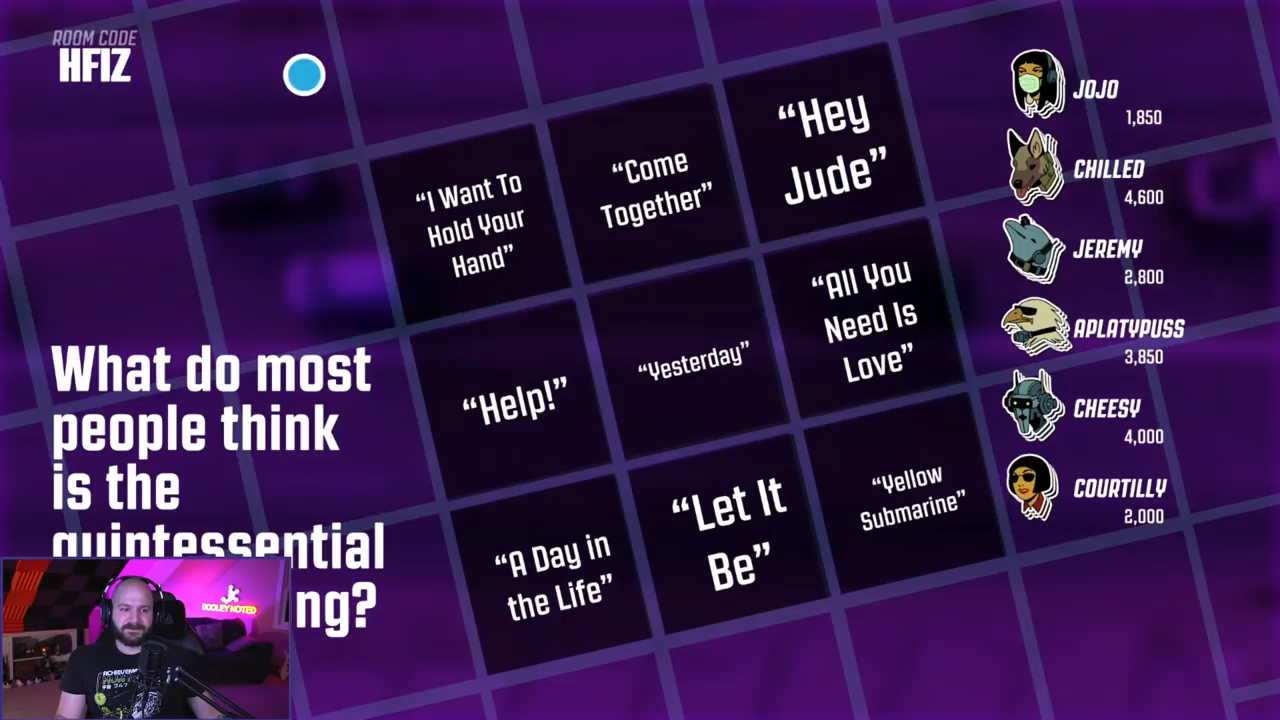 ROOM CODE
HFIZ
What do most
people think
is the
quintessential
ng?
“I Want To
Hold Your
Hand”
“Come
Together”
“Hey
Jude”
“Help!”
“Yesterday”
“All You
Need Is
Love”
“A Day in
the Life”
“Let It
Be”
“Yellow
Submarine”
JOJO
1,850
CHILLED
4,600
JEREMY
2,800
APLATYPUSS
3,850
CHEESY
4,000
COURTILLY
2,000